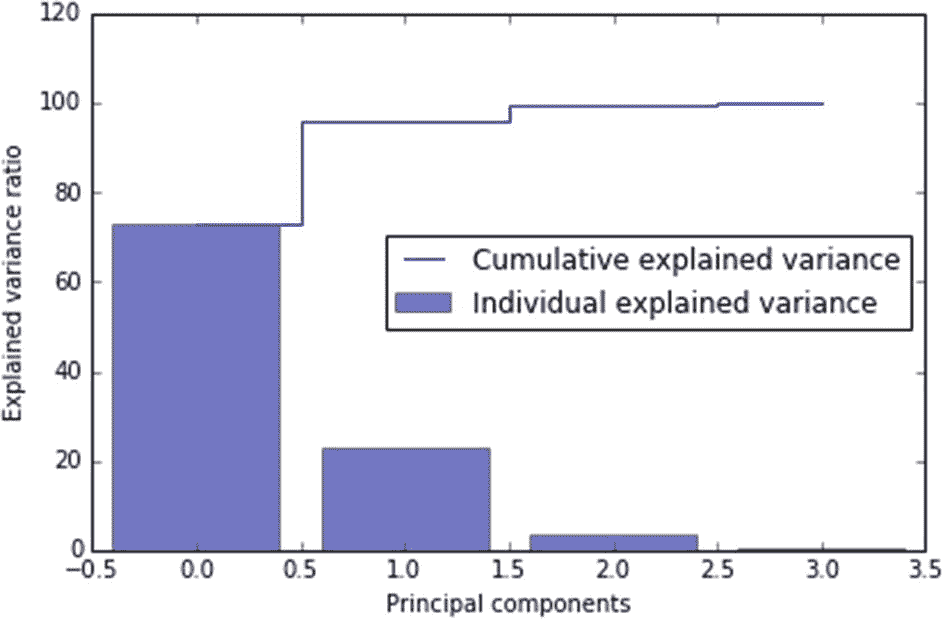 120
100
80
60
40
20
0
Explained variance ratio
Cumulative explained variance
Individual explained variance
−0.5 0.0 0.5 1.0 1.5 2.0 2.5 3.0 3.5
Principal components